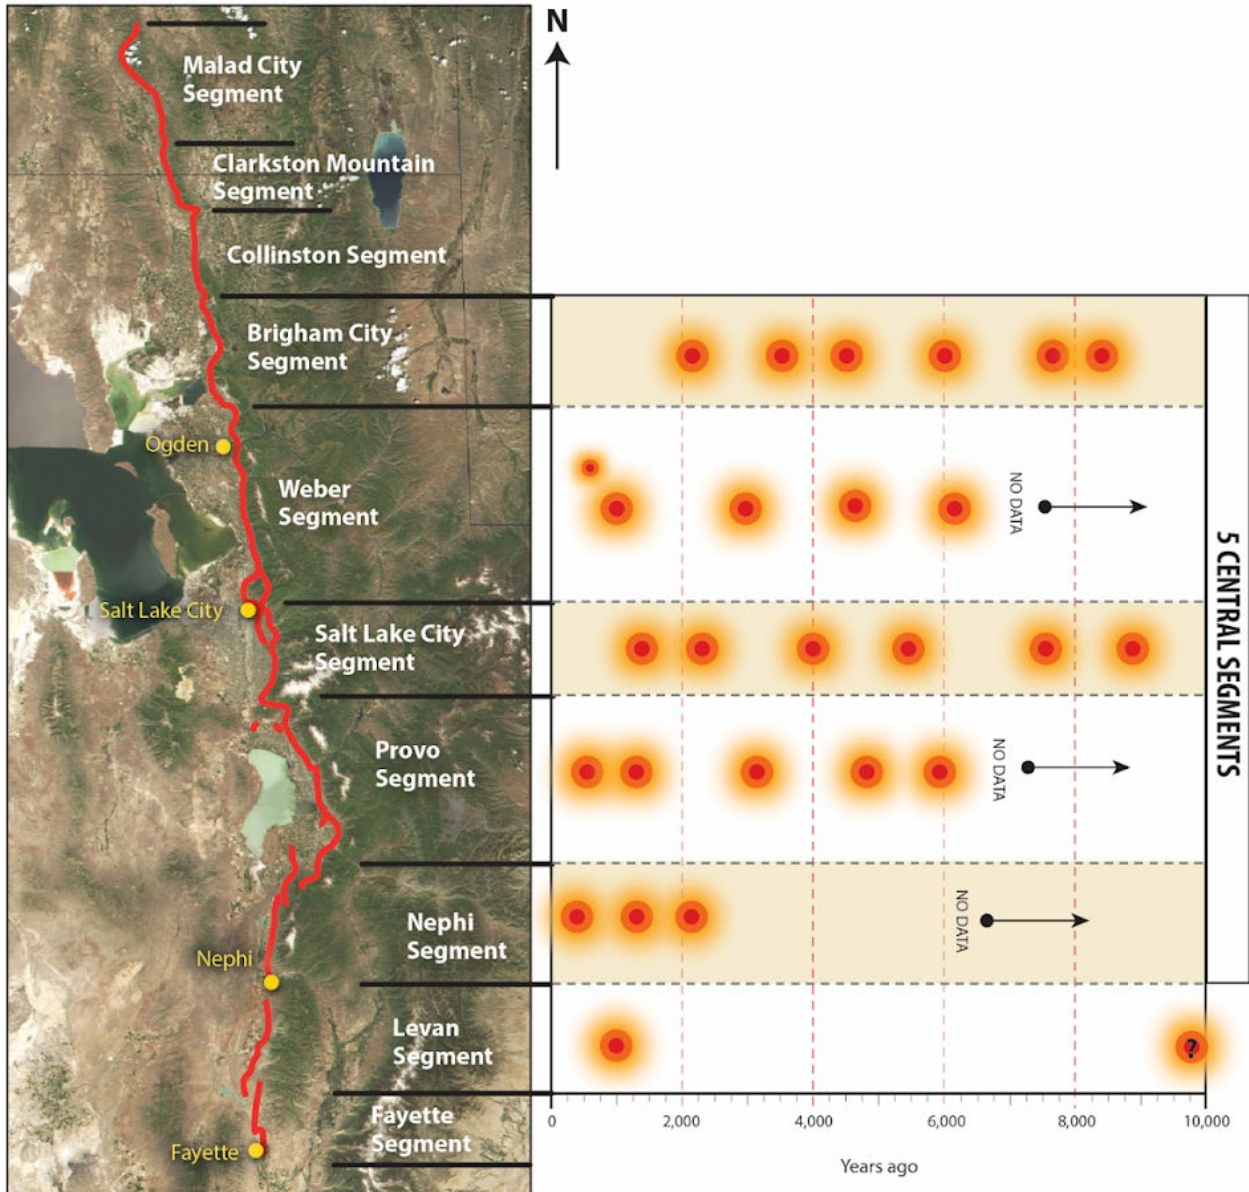 N
Malad City
Segment
Clarkston Mountain
Segment
Collinston Segment
Brigham City
Segment
Ogden
Weber
Segment
NO DATA
Salt Lake City
Salt Lake City
Segment
Provo
Segment
NO DATA
5 CENTRAL SEGMENTS
Nephi
Segment
NO DATA
Nephi
Levan
Segment
?
Fayette
Segment
Fayette
0
2,000
4,000
6,000
8,000
10,000
Years ago